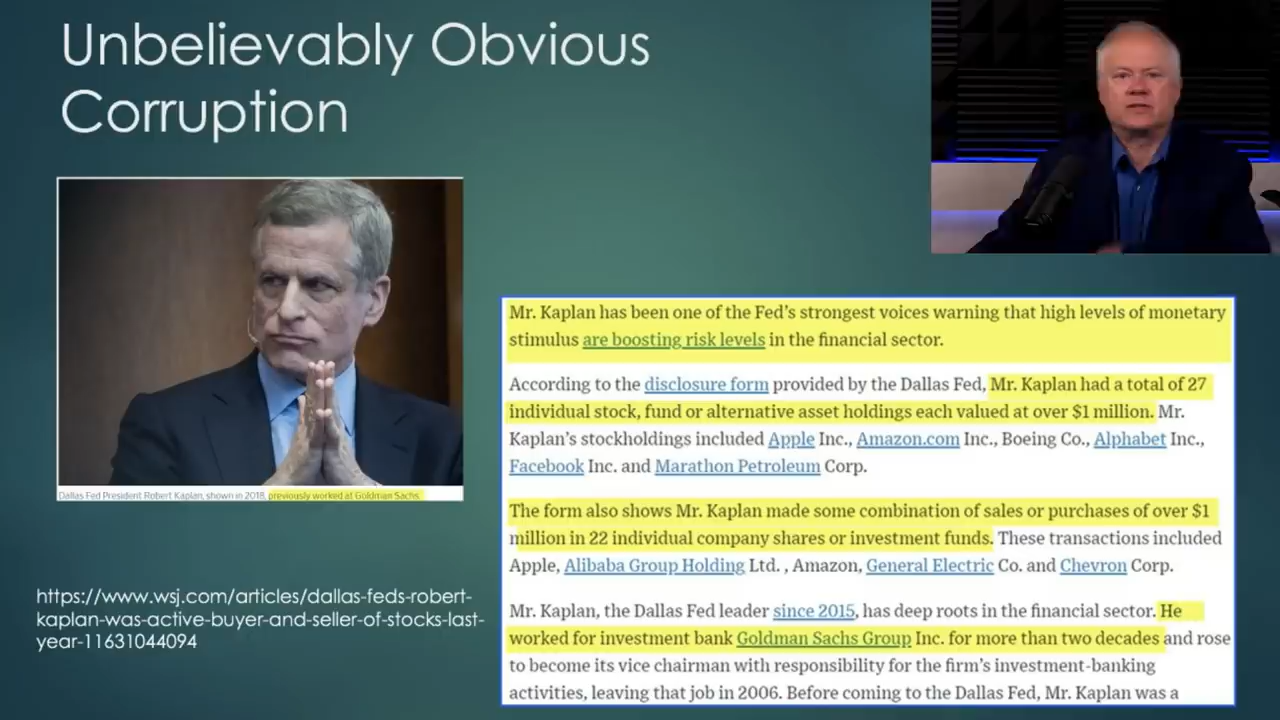 Unbelievably Obvious
Corruption
Dallas Fed President Robert Kaplan, shown in 2018, previously worked at Goldman Sachs.
https://www.wsj.com/articles/dallas-feds-robert-
kaplan-was-active-buyer-and-seller-of-stocks-last-
year-11631044094
Mr. Kaplan has been one of the Fed's strongest voices warning that high levels of monetary
stimulus are boosting risk levels in the financial sector.
According to the disclosure form provided by the Dallas Fed, Mr. Kaplan had a total of 27
individual stock, fund or alternative asset holdings each valued at over $1 million. Mr.
Kaplan's stockholdings included Apple Inc., Amazon.com Inc., Boeing Co., Alphabet Inc.,
Facebook Inc. and Marathon Petroleum Corp.
The form also shows Mr. Kaplan made some combination of sales or purchases of over $1
million in 22 individual company shares or investment funds. These transactions included
Apple, Alibaba Group Holding Ltd. , Amazon, General Electric Co. and Chevron Corp.
Mr. Kaplan, the Dallas Fed leader since 2015, has deep roots in the financial sector. He
worked for investment bank Goldman Sachs Group Inc. for more than two decades and rose
to become its vice chairman with responsibility for the firm's investment-banking
activities, leaving that job in 2006. Before coming to the Dallas Fed, Mr. Kaplan was a